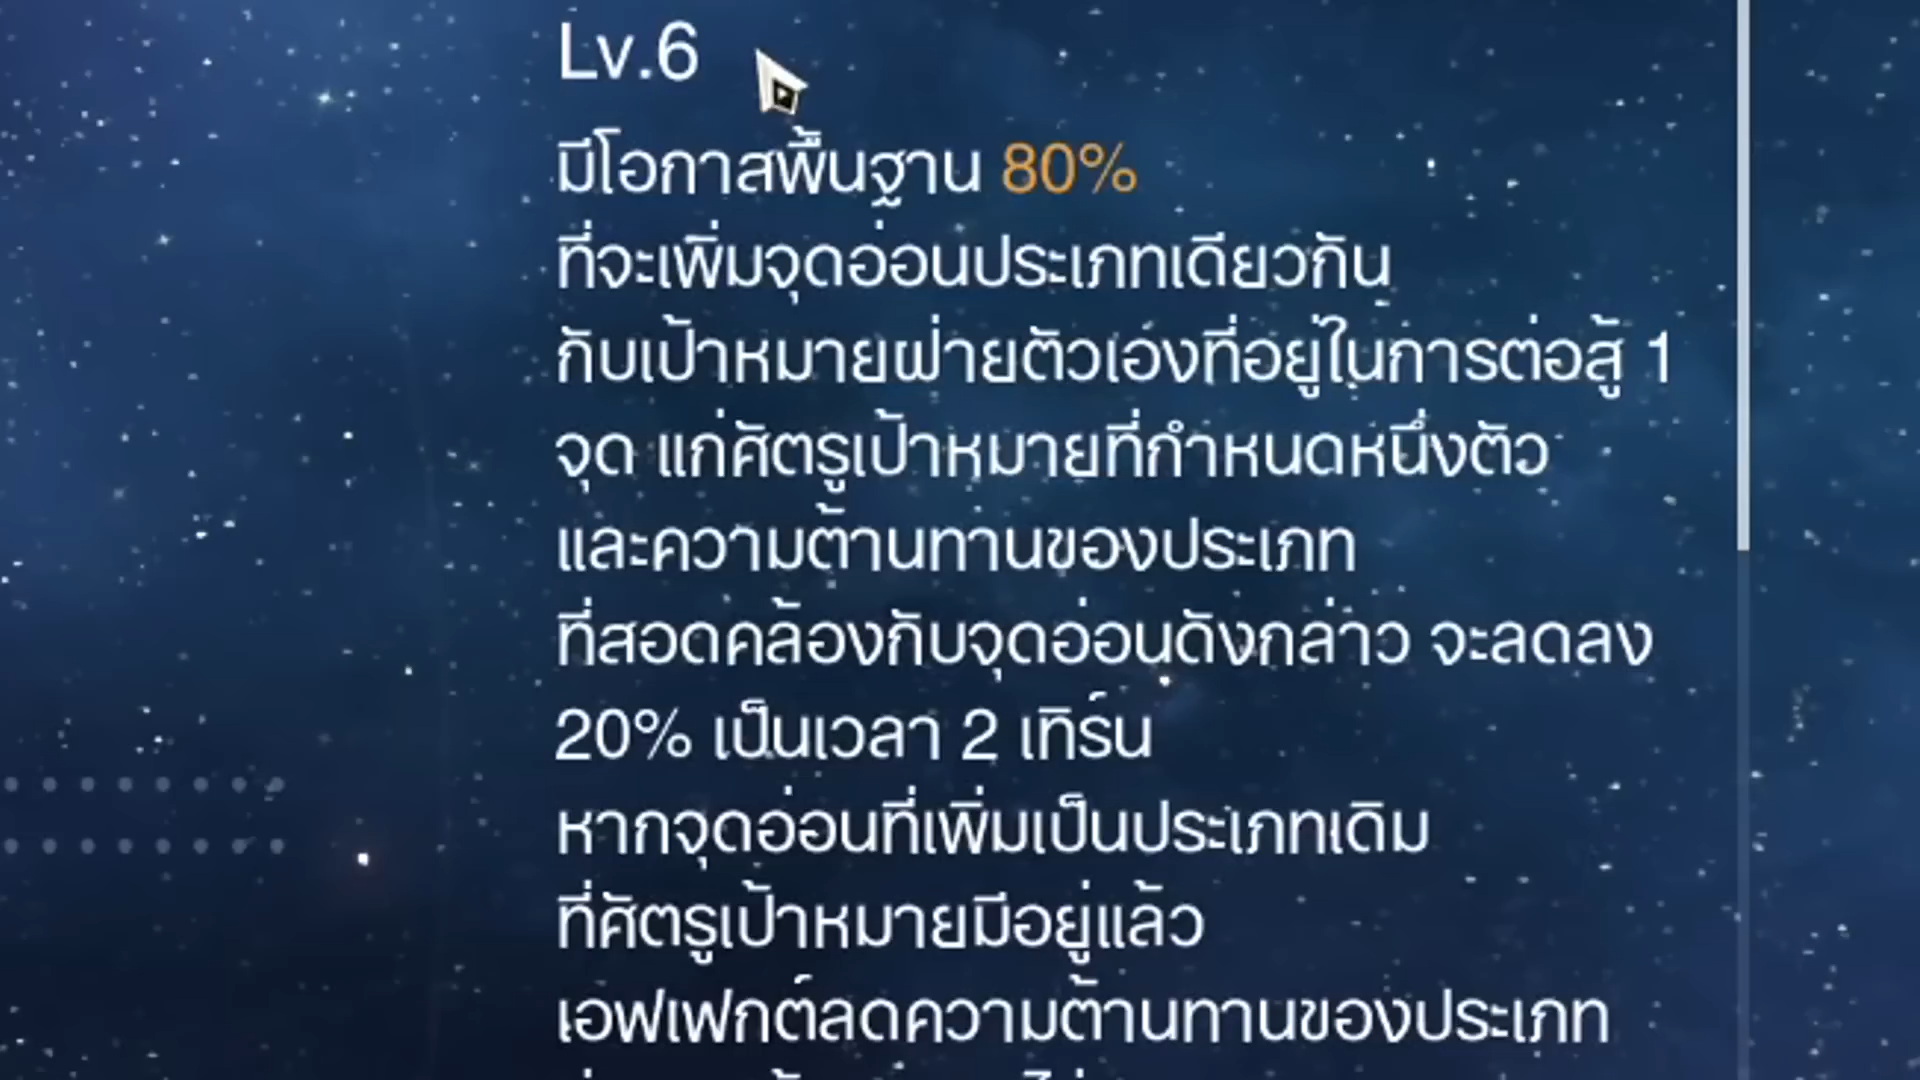 Lv.6
มีโอกาสพื้นฐาน 80%
ที่จะเพิ่มจุดอ่อนประเภทเดียวกัน
กับเป้าหมายฝ่ายตัวเองที่อยู่ในการต่อสู้ 1
จุด แก่ศัตรูเป้าหมายที่กำหนดหนึ่งตัว
และความต้านทานของประเภท
ที่สอดคล้องกับจุดอ่อนดังกล่าว จะลดลง
20% เป็นเวลา 2 เทิร์น
หากจุดอ่อนที่เพิ่มเป็นประเภทเดิม
ที่ศัตรูเป้าหมายมีอยู่แล้ว
เอฟเฟกต์ลดความต้านทานของประเภท